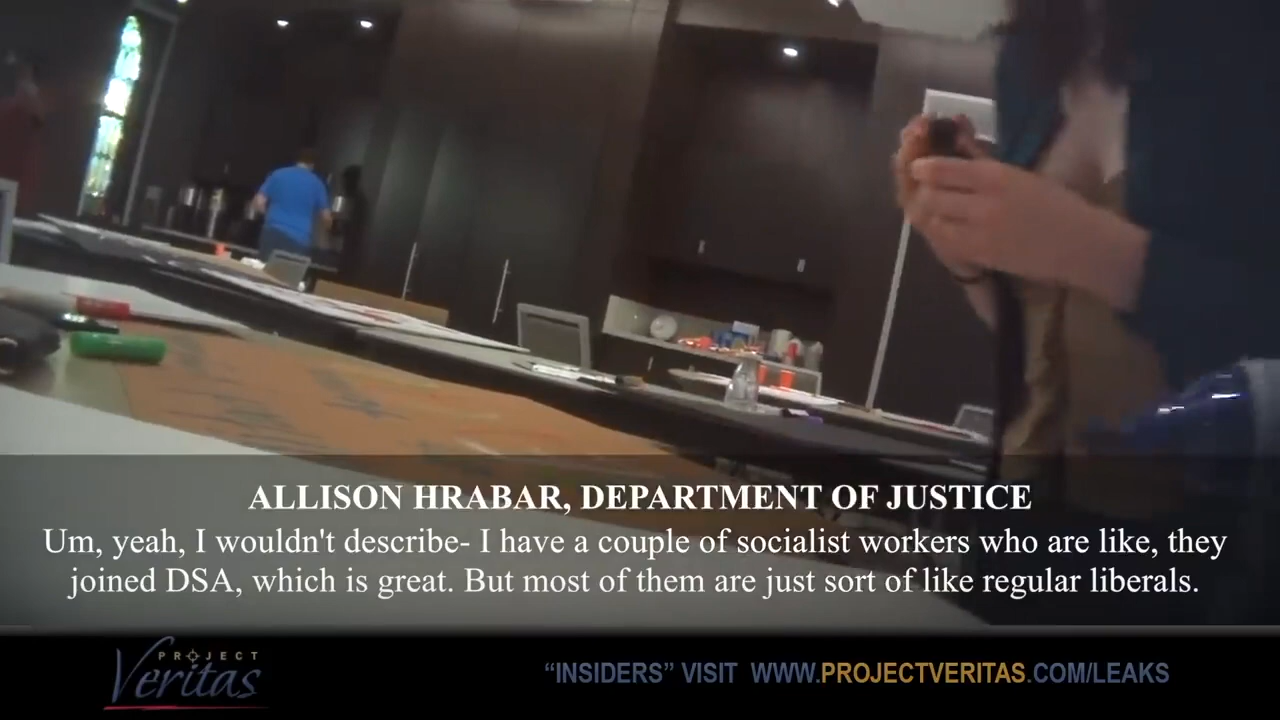 ALLISON HRABAR, DEPARTMENT OF JUSTICE
Um, yeah, I wouldn't describe- I have a couple of socialist workers who are like, they
joined DSA, which is great. But most of them are just sort of like regular liberals.
PROJECT
Veritas
“INSIDERS” VISIT WWW.PROJECTVERITAS.COM/LEAKS